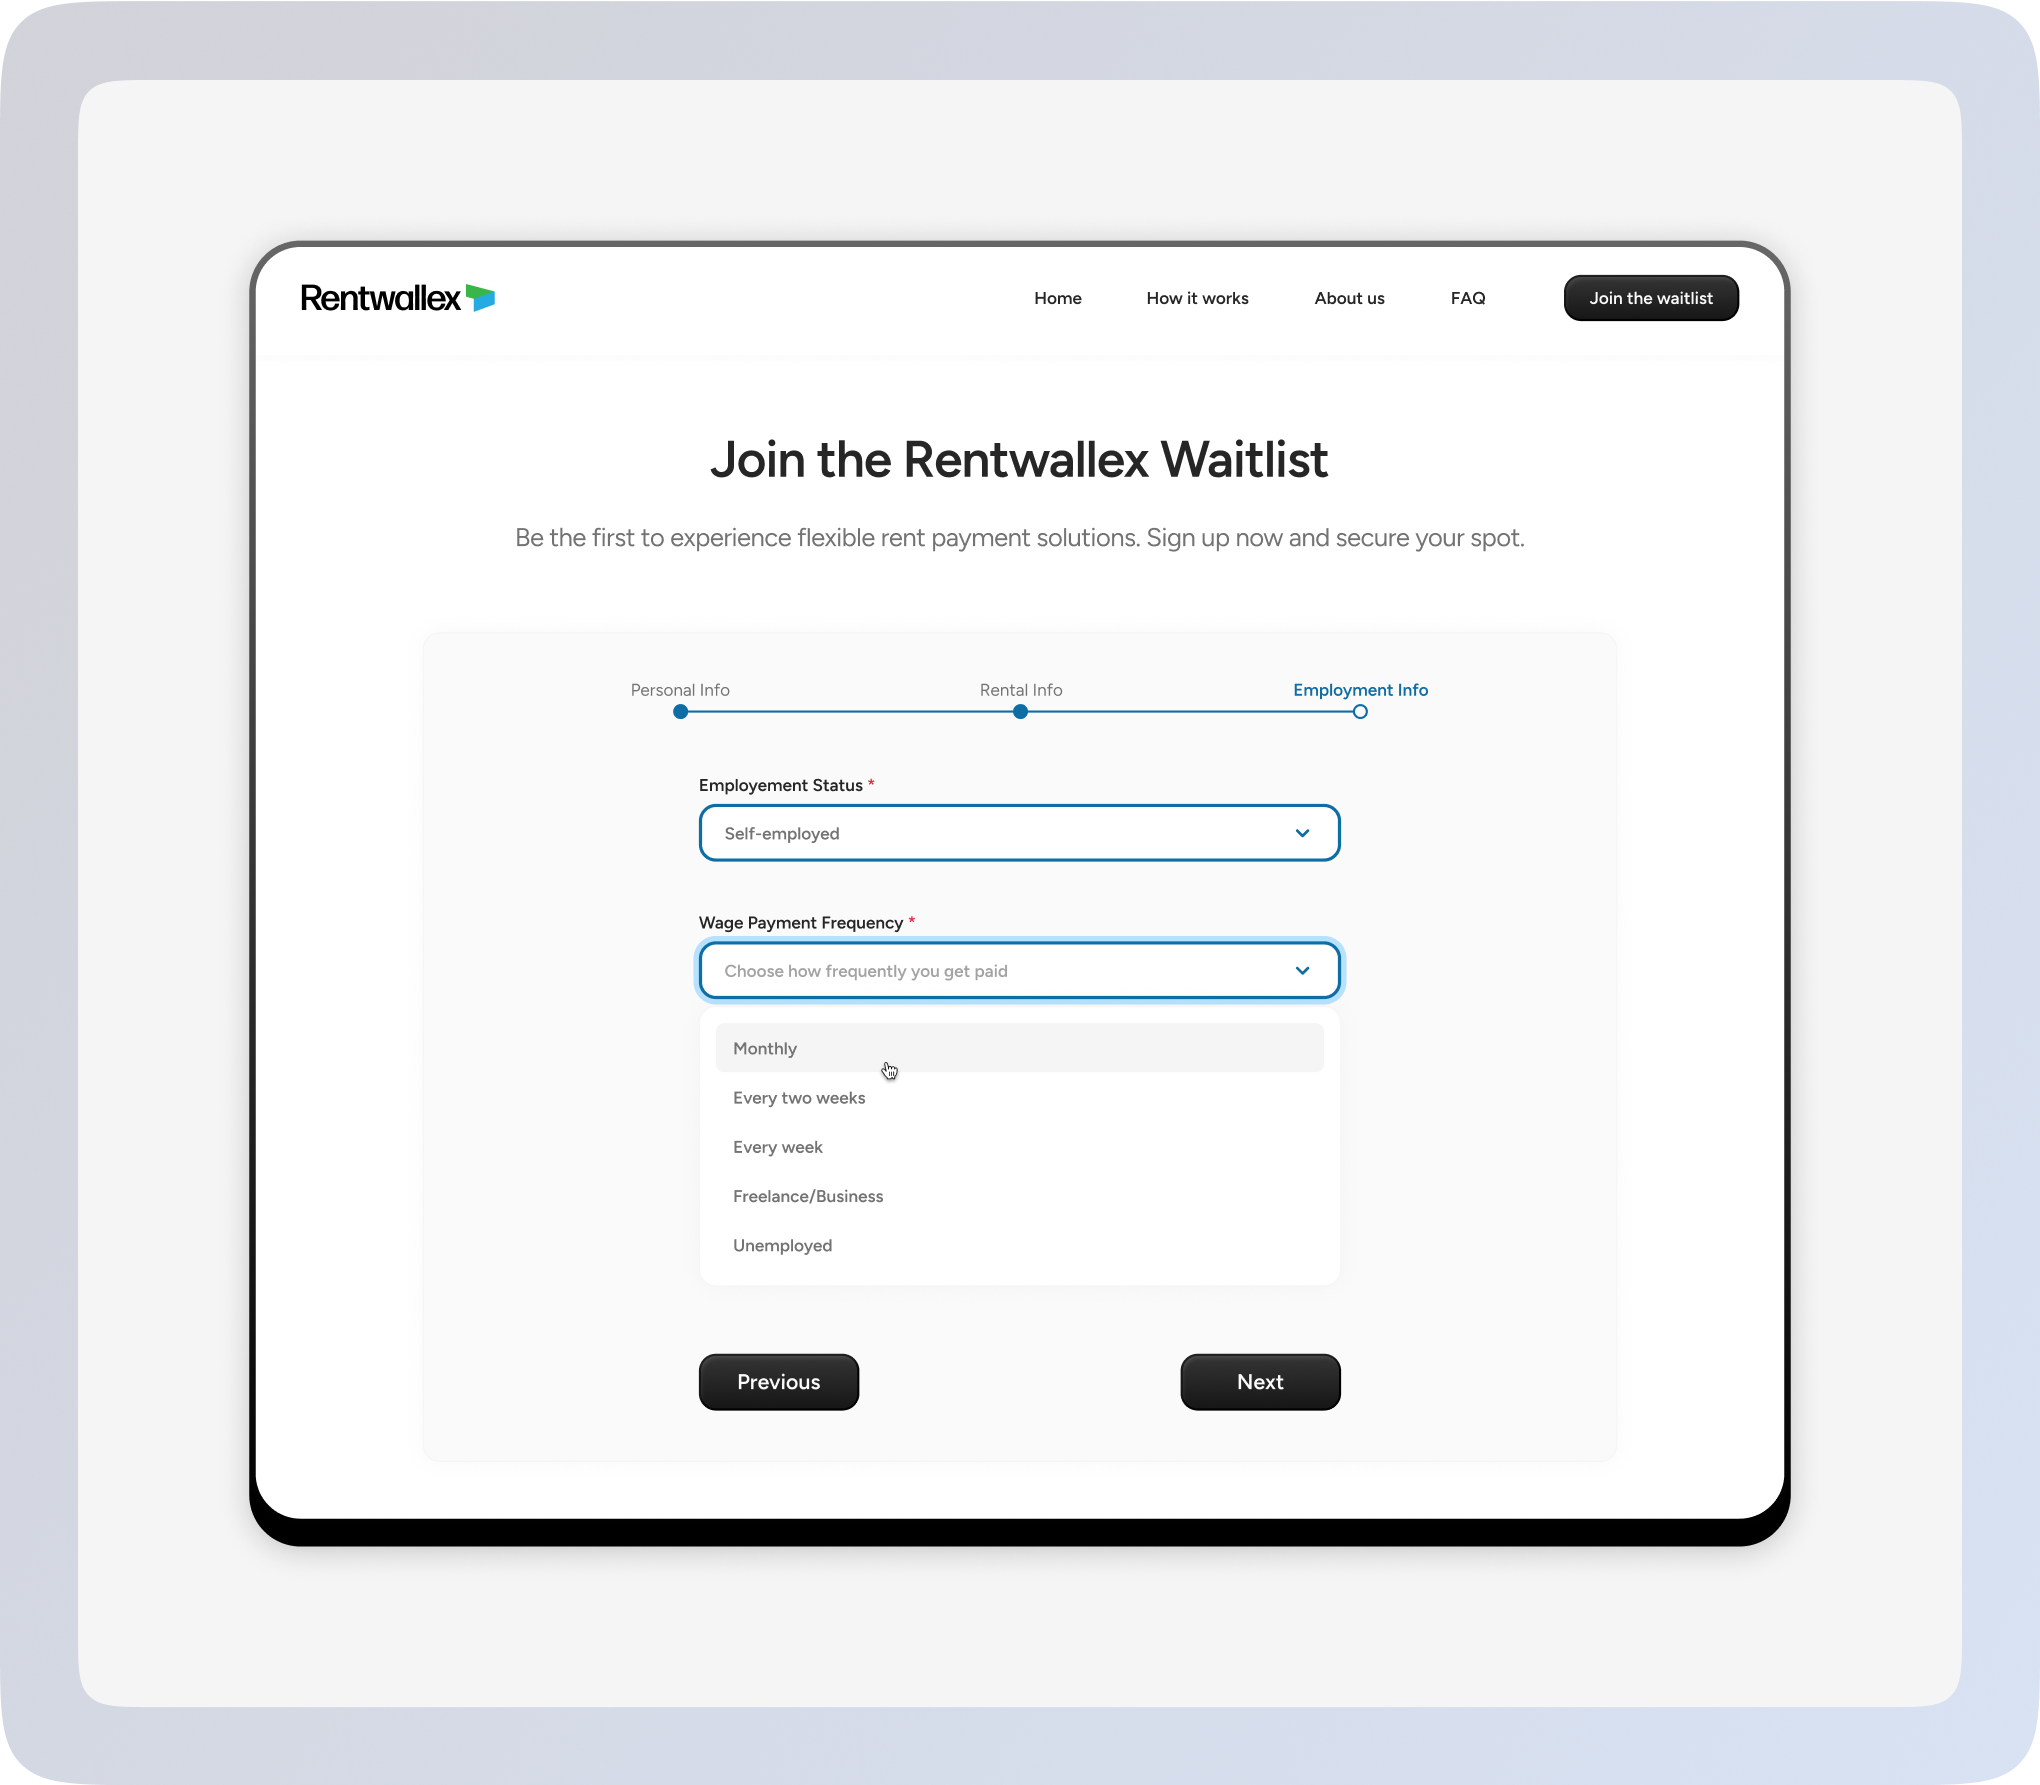 Rentwallex
Home
How it works
About us
FAQ
Join the waitlist
Join the Rentwallex Waitlist
Be the first to experience flexible rent payment solutions. Sign up now and secure your spot.
Personal Info
Rental Info
Employment Info
Employement Status *
Self-employed
Wage Payment Frequency *
Choose how frequently you get paid
Monthly
Every two weeks
Every week
Freelance/Business
Unemployed
Previous
Next